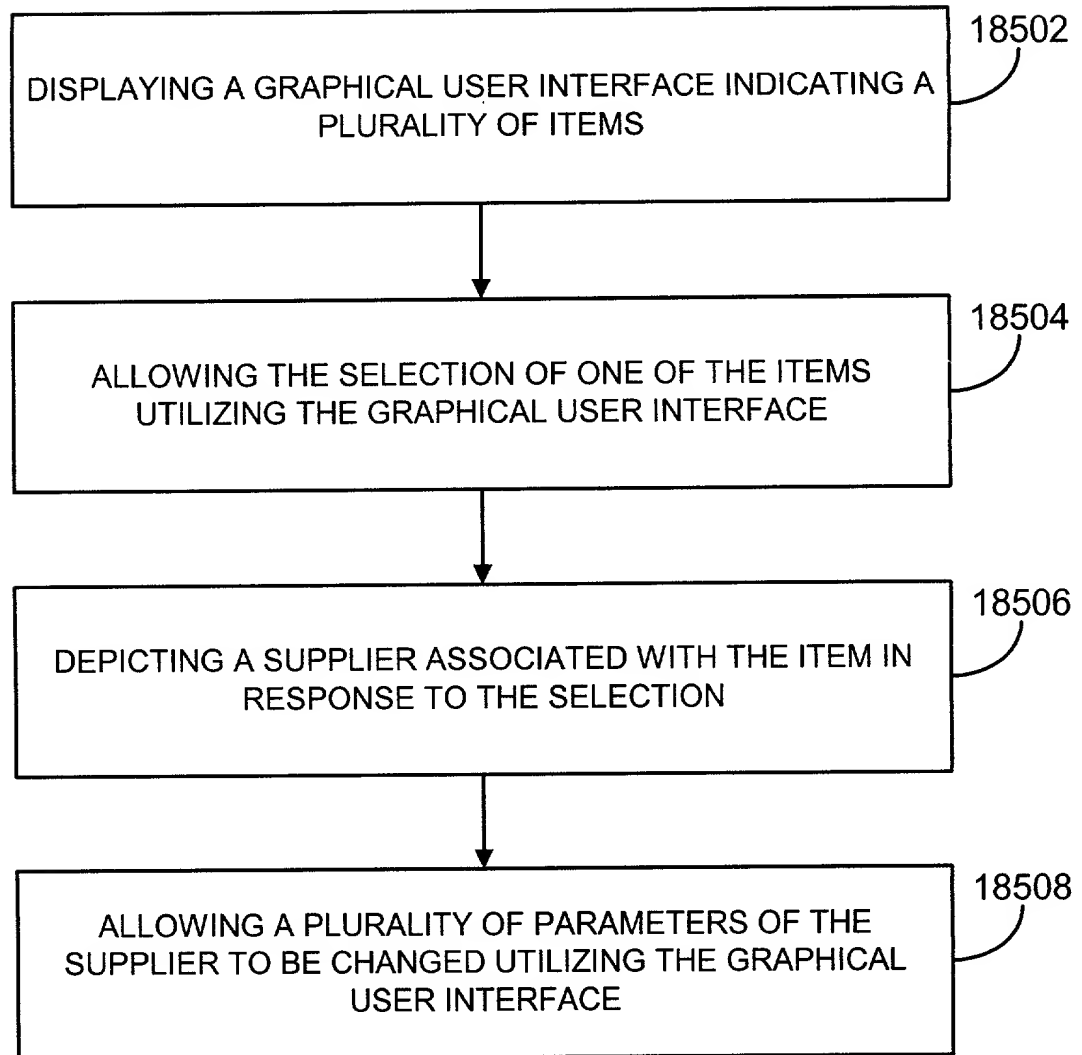 18502
DISPLAYING A GRAPHICAL USER INTERFACE INDICATING A
PLURALITY OF ITEMS
18504
ALLOWING THE SELECTION OF ONE OF THE ITEMS
UTILIZING THE GRAPHICAL USER INTERFACE
18506
DEPICTING A SUPPLIER ASSOCIATED WITH THE ITEM IN
RESPONSE TO THE SELECTION
18508
ALLOWING A PLURALITY OF PARAMETERS OF THE
SUPPLIER TO BE CHANGED UTILIZING THE GRAPHICAL
USER INTERFACE